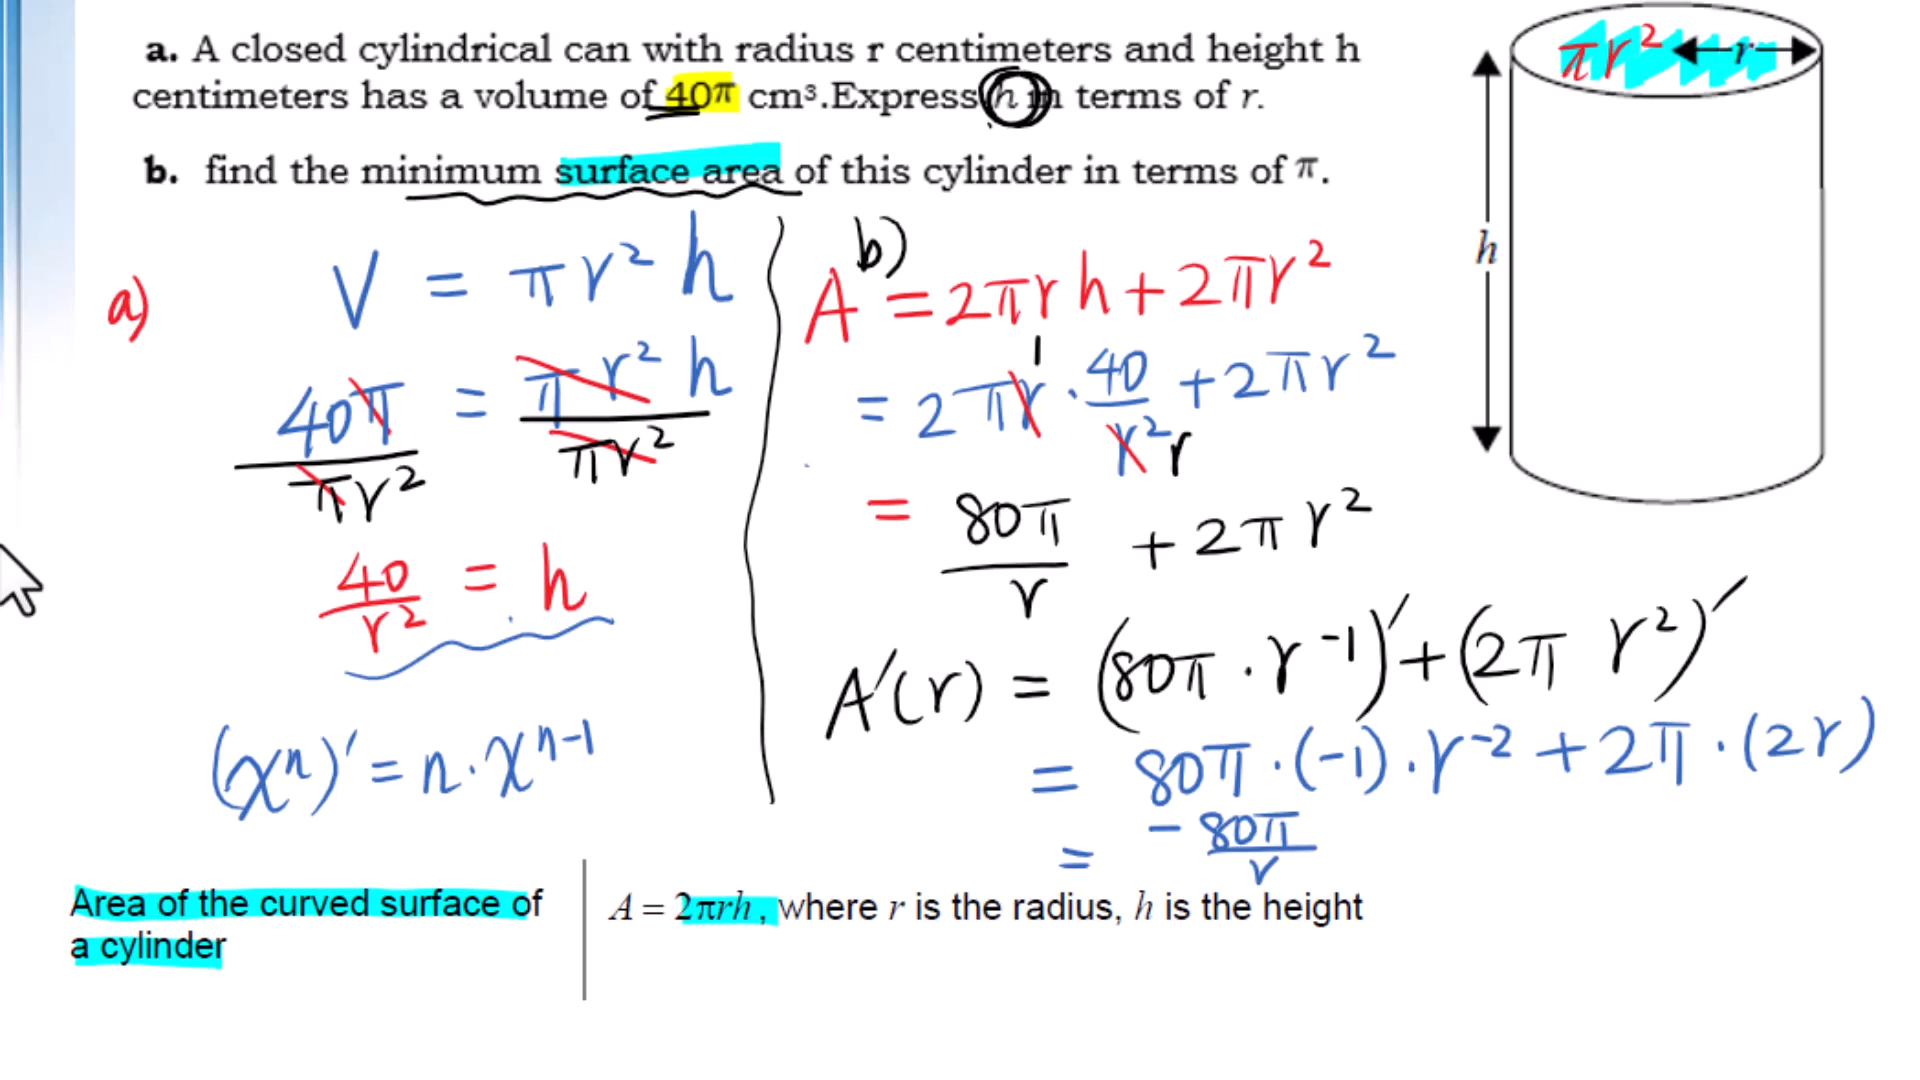 a. A closed cylindrical can with radius r centimeters and height h
centimeters has a volume of 40π cm³.Express h in terms of r.
b. find the minimum surface area of this cylinder in terms of π.
πr²
r
h
a)
V = πr² h
40π / πr² = πr² h / πr²
40 / r² = h
(xⁿ)' = n·xⁿ⁻¹
b)
A = 2πrh + 2πr²
1
= 2πr · 40 / r² + 2πr²
r
= 80π / r + 2πr²
A'(r) = (80π · r⁻¹)' + (2π r²)'
= 80π · (-1) · r⁻² + 2π · (2r)
= - 80π / r
Area of the curved surface of
a cylinder
A = 2πrh , where r is the radius, h is the height